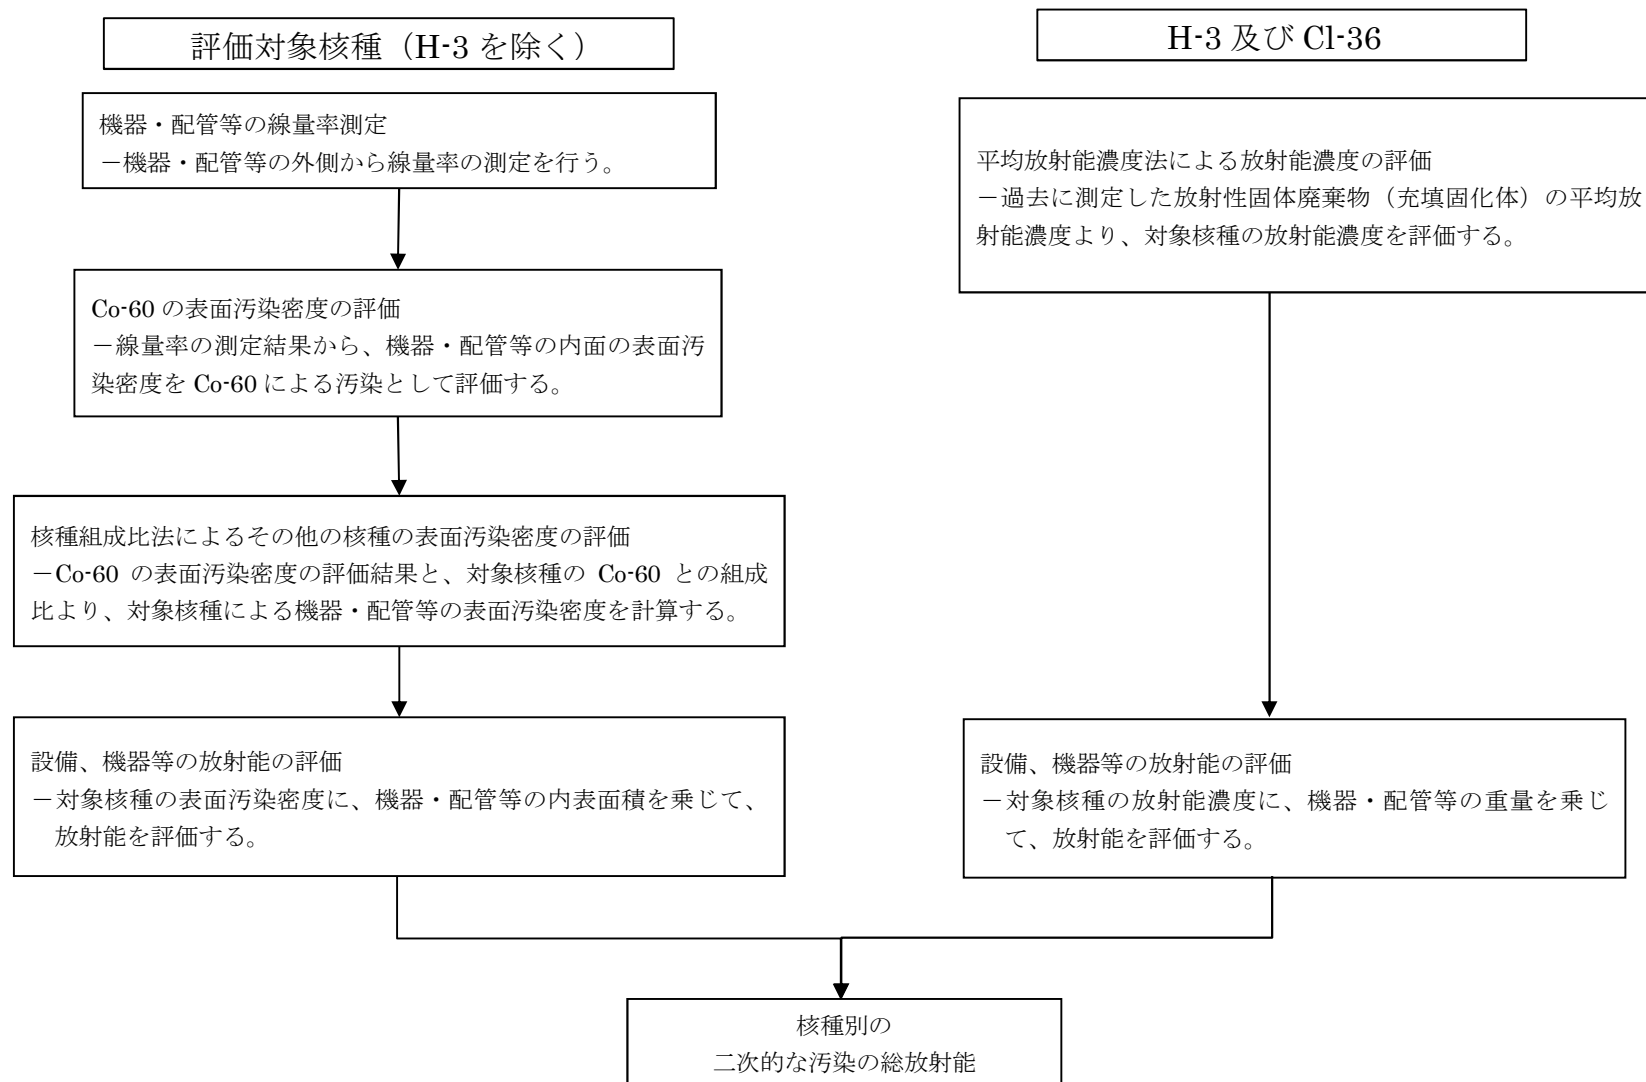 評価対象核種（H-3 を除く）
機器・配管等の線量率測定
－機器・配管等の外側から線量率の測定を行う。
Co-60 の表面汚染密度の評価
－線量率の測定結果から、機器・配管等の内面の表面汚
染密度を Co-60 による汚染として評価する。
核種組成比法によるその他の核種の表面汚染密度の評価
－Co-60 の表面汚染密度の評価結果と、対象核種の Co-60 との組成
比より、対象核種による機器・配管等の表面汚染密度を計算する。
設備、機器等の放射能の評価
－対象核種の表面汚染密度に、機器・配管等の内表面積を乗じて、
放射能を評価する。
H-3 及び Cl-36
平均放射能濃度法による放射能濃度の評価
－過去に測定した放射性固体廃棄物（充填固化体）の平均放
射能濃度より、対象核種の放射能濃度を評価する。
設備、機器等の放射能の評価
－対象核種の放射能濃度に、機器・配管等の重量を乗じ
て、放射能を評価する。
核種別の
二次的な汚染の総放射能